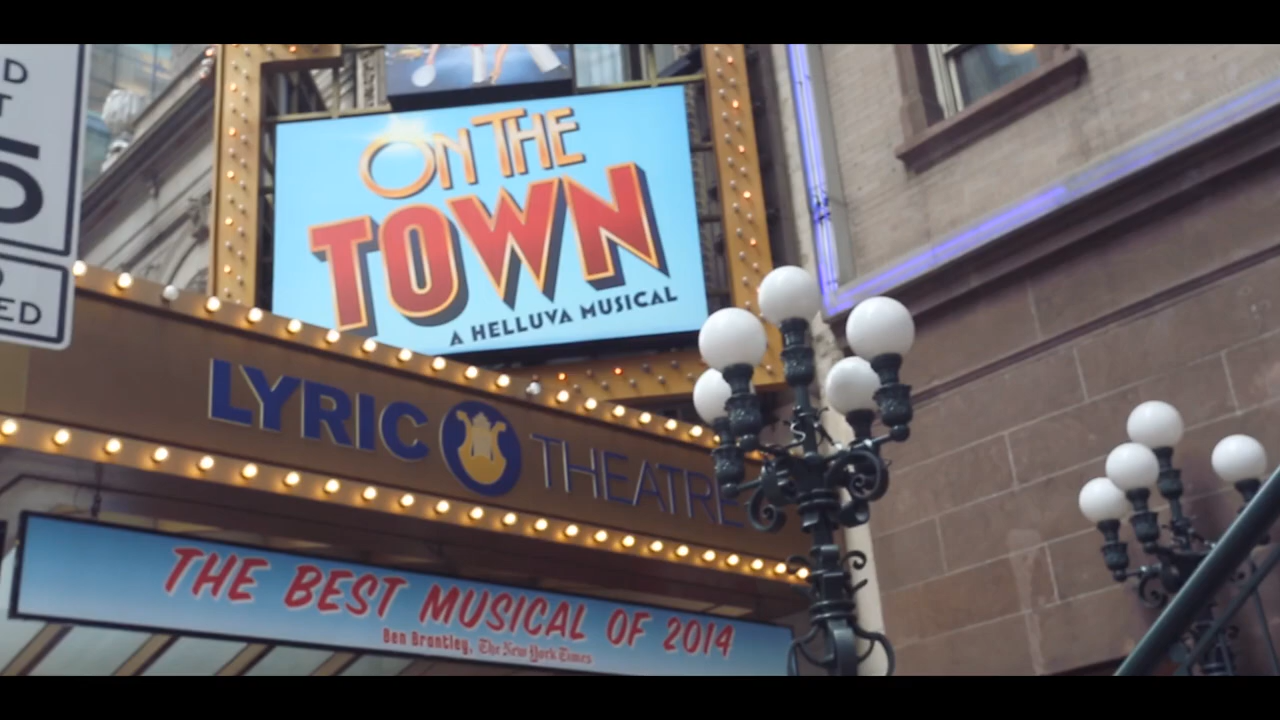 ON THE
TOWN
A HELLUVA MUSICAL
LYRIC THEATRE
THE BEST MUSICAL OF 2014
Ben Brantley, The New York Times